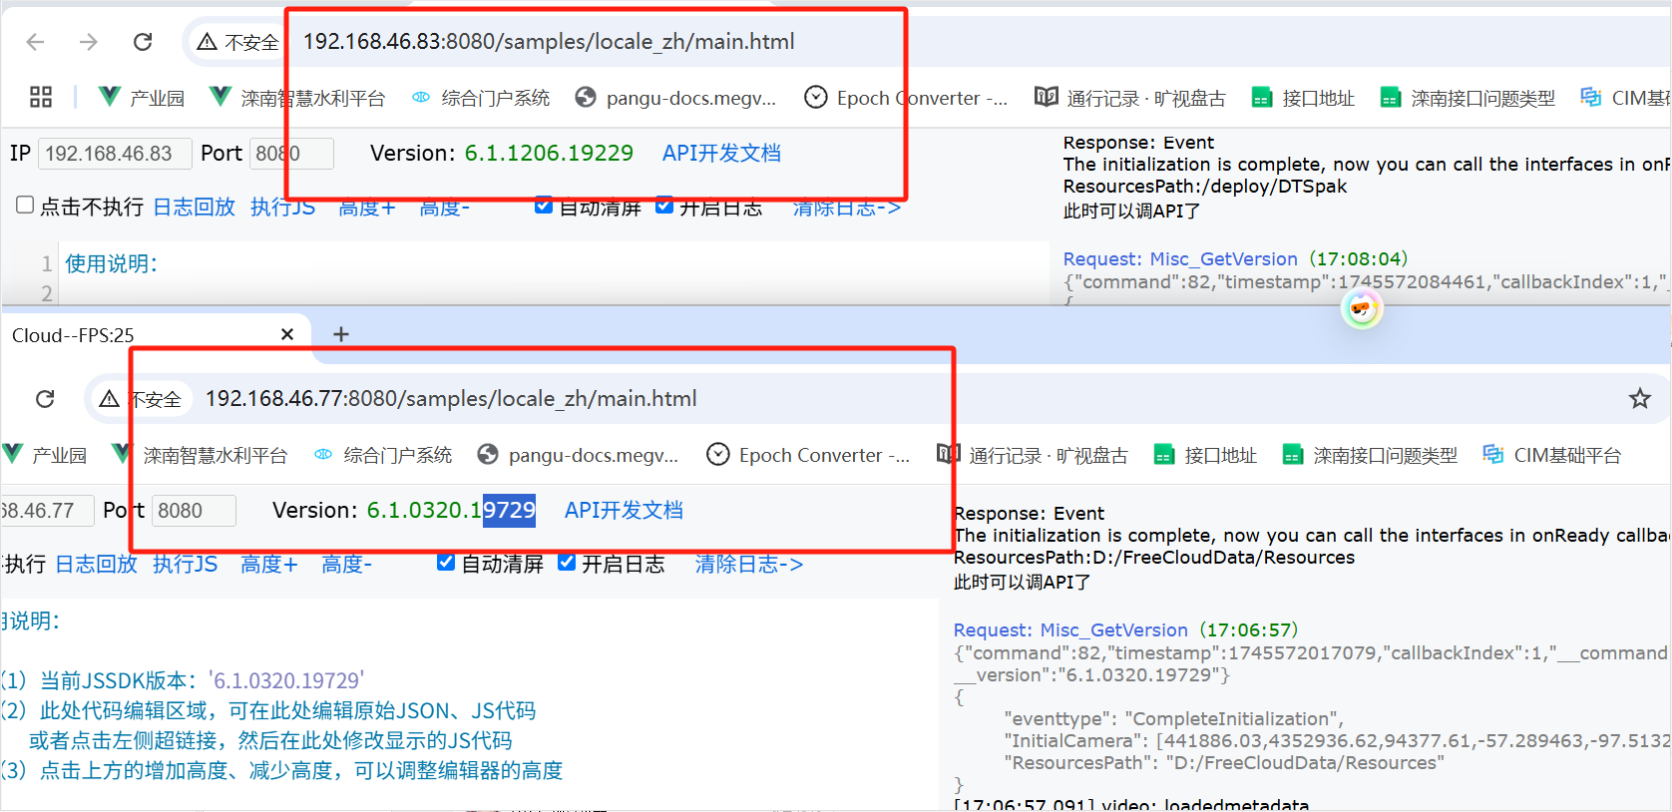 不安全 192.168.46.83:8080/samples/locale_zh/main.html
产业园 滦南智慧水利平台 综合门户系统 pangu-docs.megv... Epoch Converter -... 通行记录 · 旷视盘古 接口地址 滦南接口问题类型 CIM基础
IP 192.168.46.83 Port 8080 Version: 6.1.1206.19229 API开发文档
点击不执行 日志回放 执行JS 高度+ 高度- 自动清屏 开启日志 清除日志->
1 使用说明：
2
Response: Event
The initialization is complete, now you can call the interfaces in onR
ResourcesPath:/deploy/DTSpak
此时可以调API了
Request: Misc_GetVersion (17:08:04)
{"command":82,"timestamp":1745572084461,"callbackIndex":1,"_
{
Cloud--FPS:25
不安全 192.168.46.77:8080/samples/locale_zh/main.html
产业园 滦南智慧水利平台 综合门户系统 pangu-docs.megv... Epoch Converter -... 通行记录 · 旷视盘古 接口地址 滦南接口问题类型 CIM基础平台
68.46.77 Port 8080 Version: 6.1.0320.19729 API开发文档
不执行 日志回放 执行JS 高度+ 高度- 自动清屏 开启日志 清除日志->
用说明：
(1) 当前JSSDK版本：'6.1.0320.19729'
(2) 此处代码编辑区域，可在此处编辑原始JSON、JS代码
或者点击左侧超链接，然后在此处修改显示的JS代码
(3) 点击上方的增加高度、减少高度，可以调整编辑器的高度
Response: Event
The initialization is complete, now you can call the interfaces in onReady callba
ResourcesPath:D:/FreeCloudData/Resources
此时可以调API了
Request: Misc_GetVersion (17:06:57)
{"command":82,"timestamp":1745572017079,"callbackIndex":1,"__command
__version":"6.1.0320.19729"}
{
"eventtype": "CompleteInitialization",
"InitialCamera": [441886.03,4352936.62,94377.61,-57.289463,-97.5132
"ResourcesPath": "D:/FreeCloudData/Resources"
}
[17:06:57.091] video: loadedmetadata